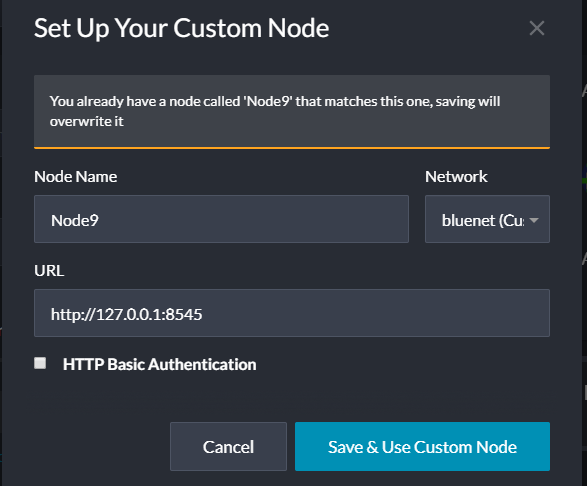 Set Up Your Custom Node
You already have a node called 'Node9' that matches this one, saving will
overwrite it
Node Name
Network
Node9
bluenet (Cu
URL
http://127.0.0.1:8545
HTTP Basic Authentication
Cancel
Save & Use Custom Node